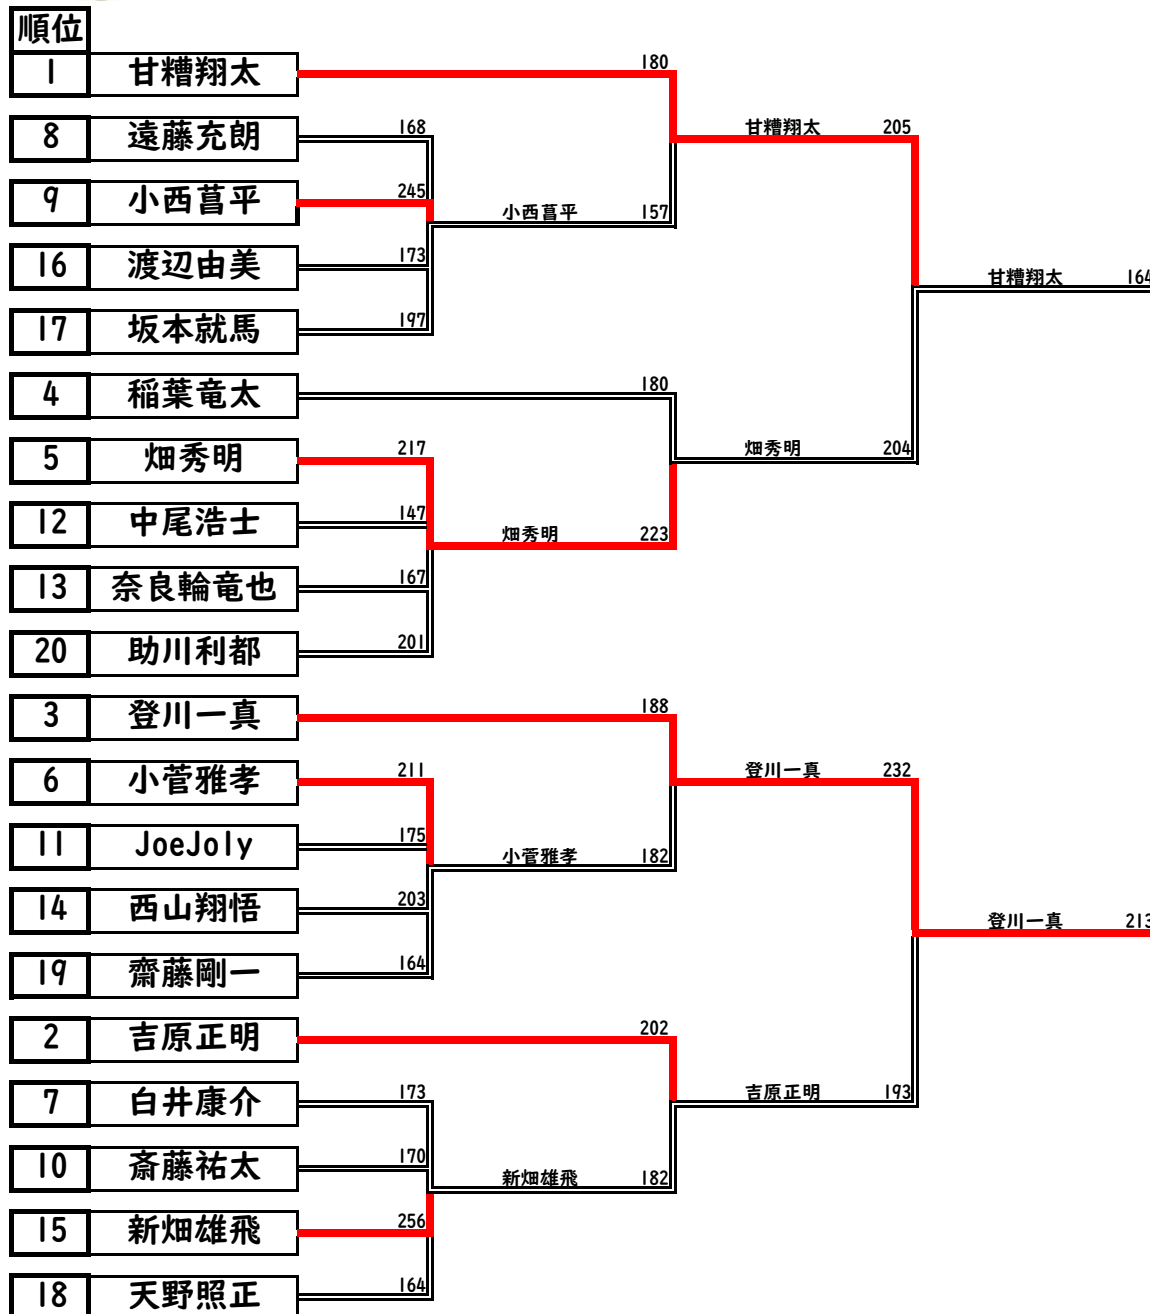 順位
1 甘糟翔太 180
甘糟翔太 205
8 遠藤充朗 168
9 小西菖平 245
小西菖平 157
16 渡辺由美 173
甘糟翔太 164
17 坂本就馬 197
4 稲葉竜太 180
5 畑秀明 217
畑秀明 204
12 中尾浩士 147
畑秀明 223
13 奈良輪竜也 167
20 助川利都 201
3 登川一真 188
6 小菅雅孝 211
登川一真 232
11 JoeJoly 175
小菅雅孝 182
14 西山翔悟 203
登川一真 213
19 齋藤剛一 164
2 吉原正明 202
7 白井康介 173
吉原正明 193
10 斎藤祐太 170
新畑雄飛 182
15 新畑雄飛 256
18 天野照正 164